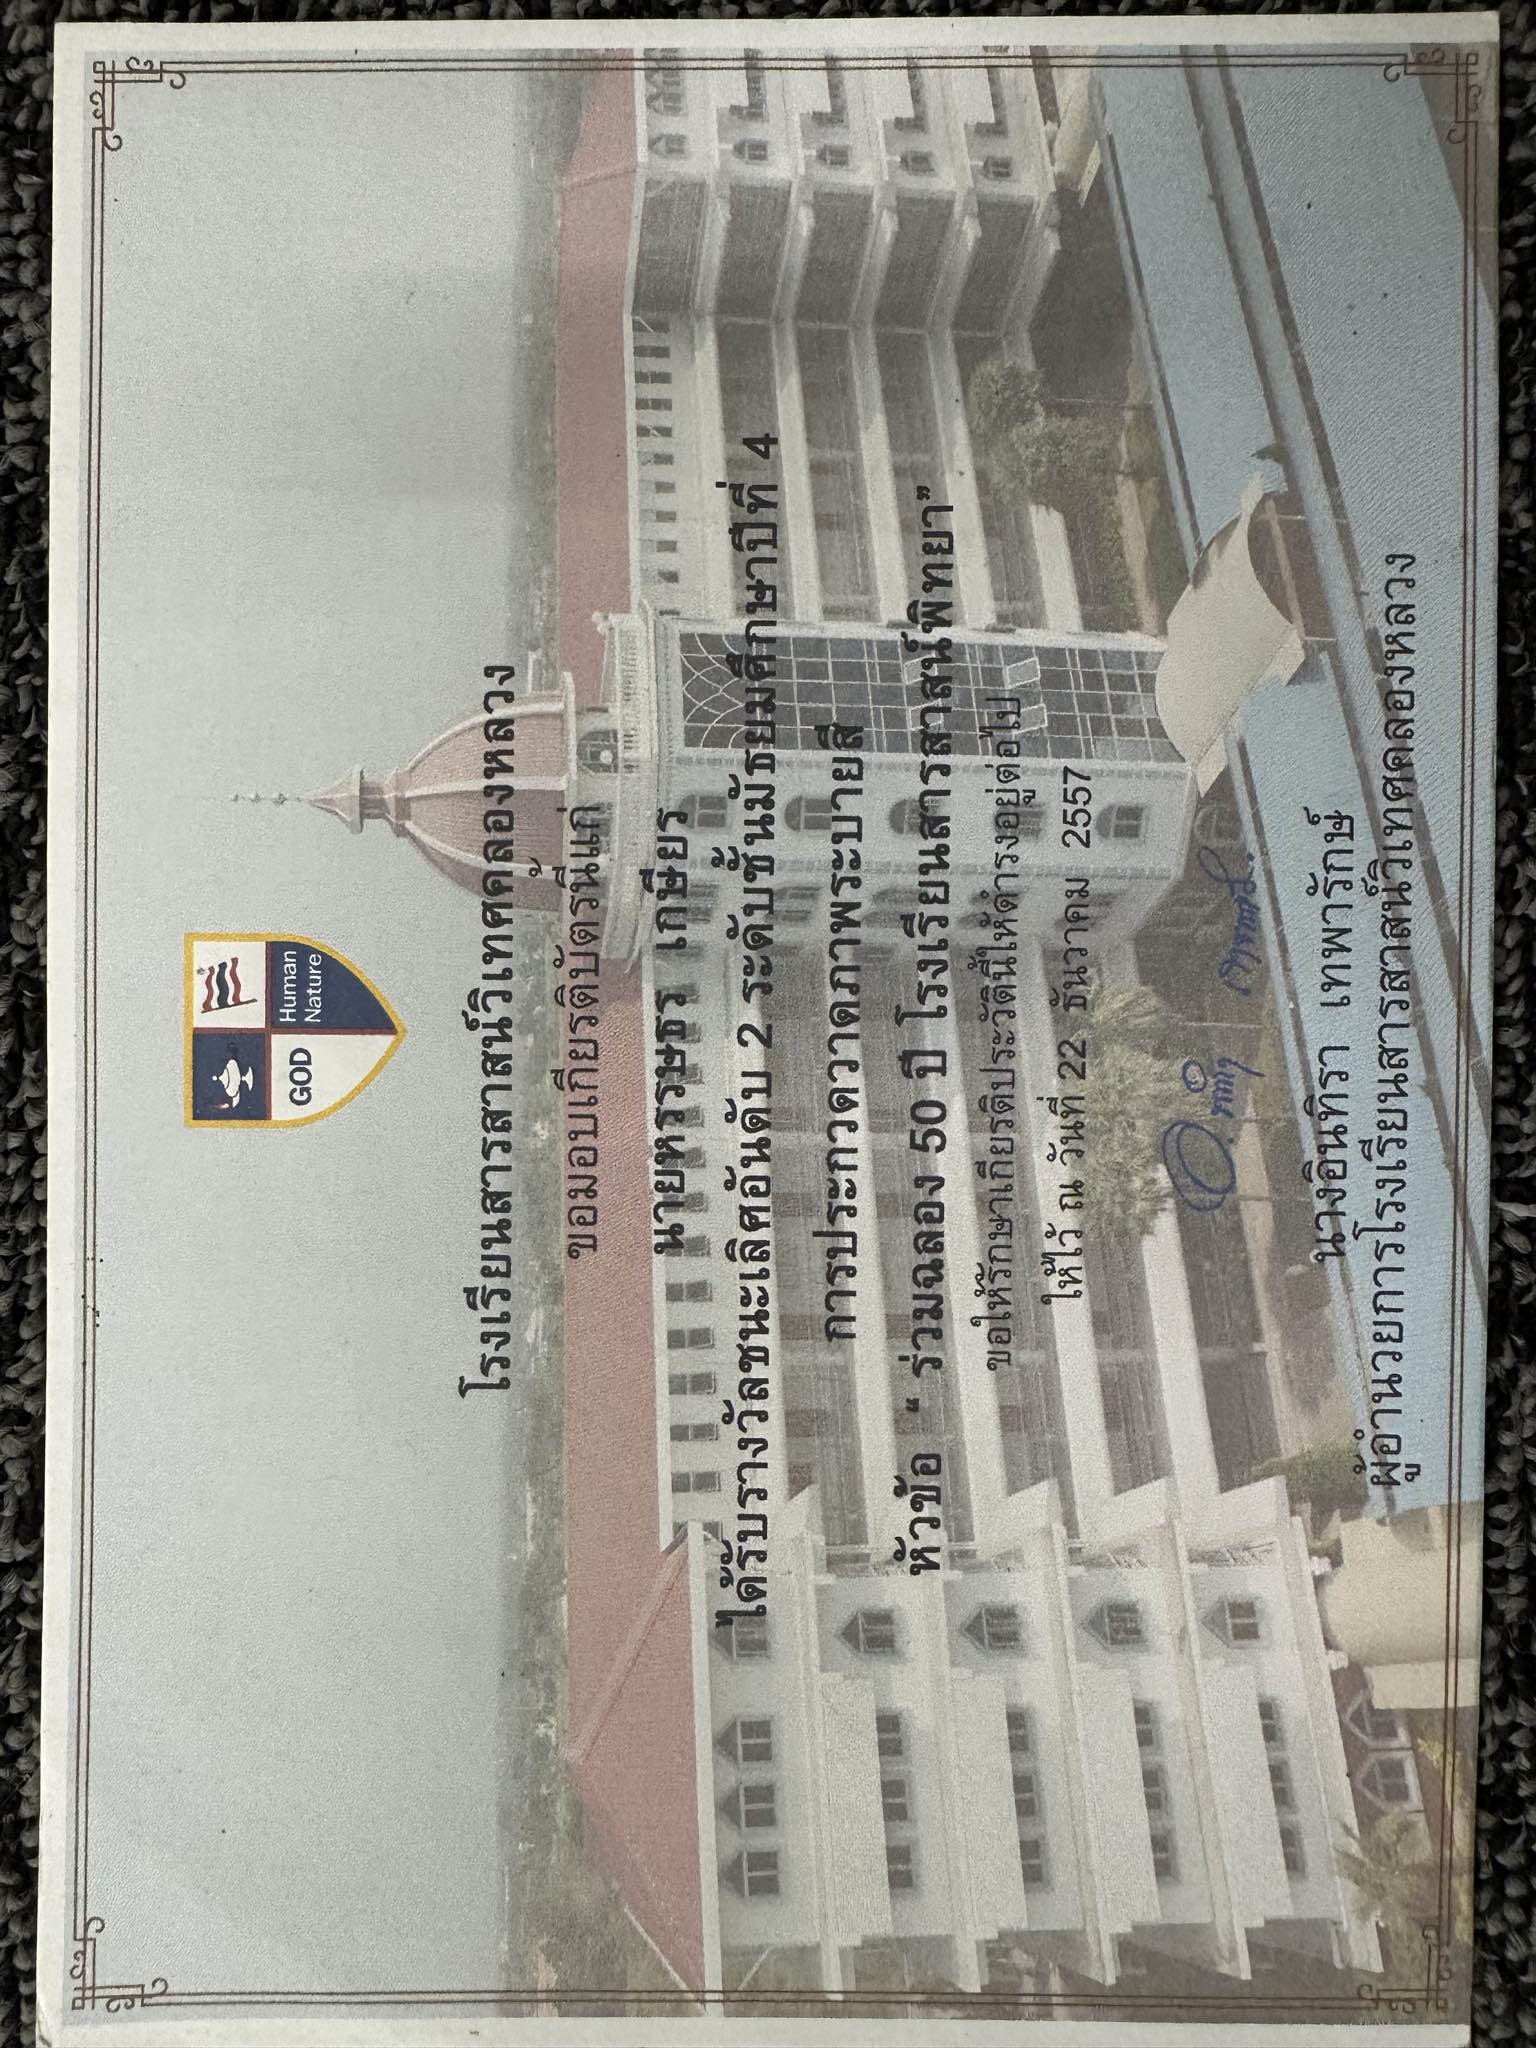 GOD
Human
Nature
โรงเรียนสารสาสน์วิเทศคลองหลวง
ขอมอบเกียรติบัตรนี้แก่
นายหรรษธร เกษียร
ได้รับรางวัลชนะเลิศอันดับ 2 ระดับชั้นมัธยมศึกษาปีที่ 4
การประกวดวาดภาพระบายสี
หัวข้อ “ ร่วมฉลอง 50 ปี โรงเรียนสารสาสน์พิทยา”
ขอให้รักษาเกียรติประวัตินี้ให้ดำรงอยู่ต่อไป
ให้ไว้ ณ วันที่ 22 ธันวาคม 2557
นางอินทิรา เทพารักษ์
ผู้อำนวยการโรงเรียนสารสาสน์วิเทศคลองหลวง